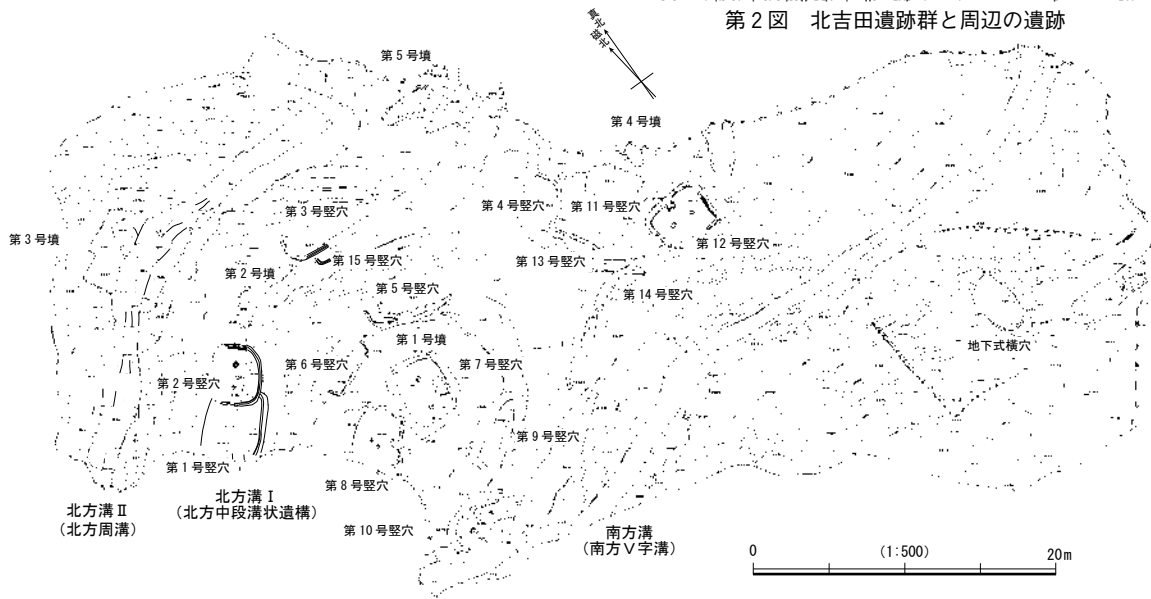 第2図 北吉田遺跡群と周辺の遺跡
真北
磁北
第5号墳
第4号墳
第3号竪穴
第4号竪穴
第11号竪穴
第3号墳
第12号竪穴
第15号竪穴
第13号竪穴
第2号墳
第5号竪穴
第14号竪穴
第1号墳
地下式横穴
第6号竪穴
第7号竪穴
第2号竪穴
第9号竪穴
第1号竪穴
第8号竪穴
北方溝Ⅱ
(北方周溝)
北方溝Ⅰ
(北方中段溝状遺構)
第10号竪穴
南方溝
(南方V字溝)
0 (1:500) 20m